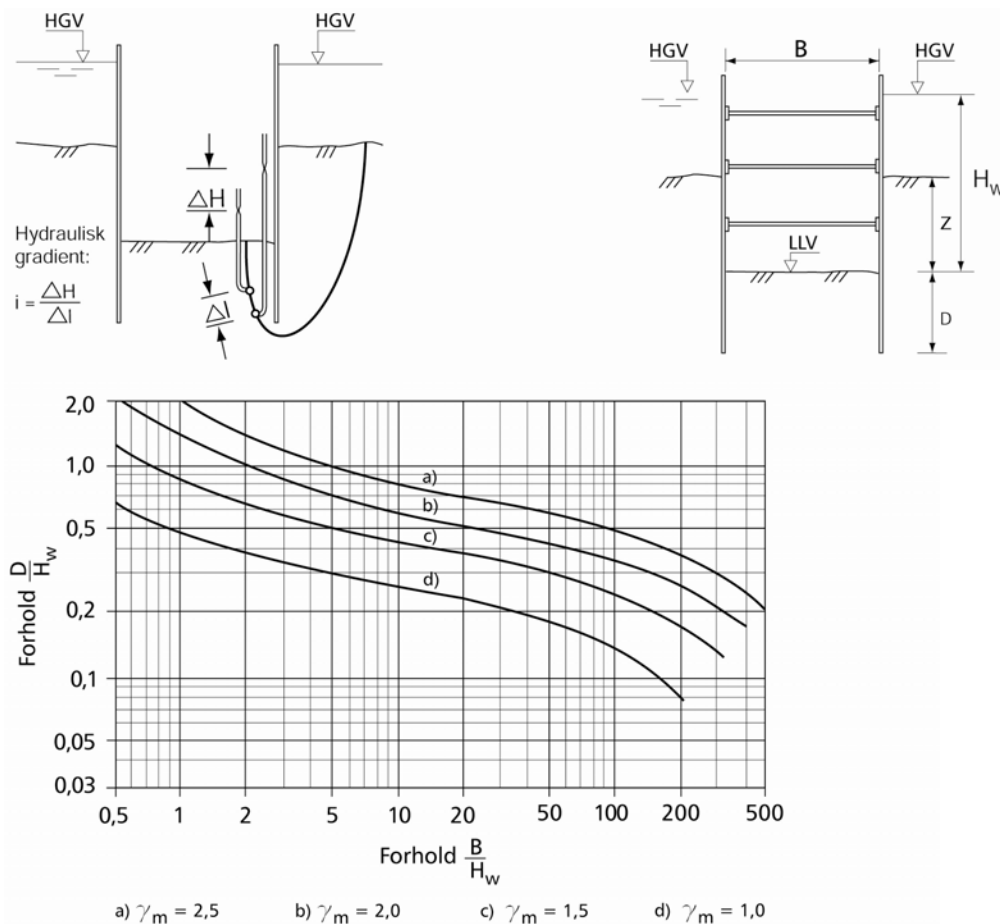 HGV
HGV
ΔH
Hydraulisk
gradient:
i = ΔH / Δl
Δl
HGV
B
HGV
H_w
Z
LLV
D
Forhold D / H_w
2,0
1,0
0,5
0,2
0,1
0,05
0,03
a)
b)
c)
d)
0,5 1 2 5 10 20 50 100 200 500
Forhold B / H_w
a) γ_m = 2,5 b) γ_m = 2,0 c) γ_m = 1,5 d) γ_m = 1,0